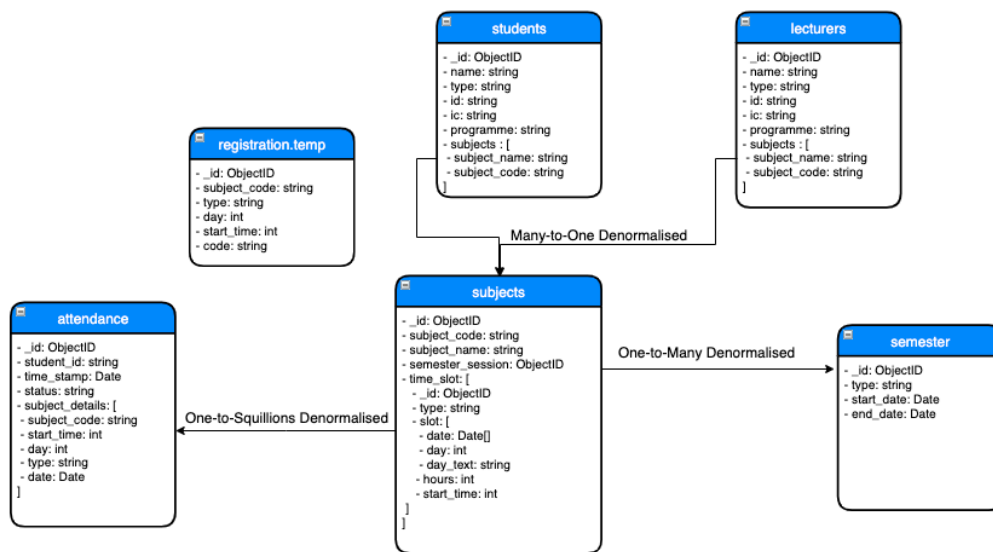 students
- _id: ObjectID
- name: string
- type: string
- id: string
- ic: string
- programme: string
- subjects : [
- subject_name: string
- subject_code: string
]
lecturers
- _id: ObjectID
- name: string
- type: string
- id: string
- ic: string
- programme: string
- subjects : [
- subject_name: string
- subject_code: string
]
registration.temp
- _id: ObjectID
- subject_code: string
- type: string
- day: int
- start_time: int
- code: string
Many-to-One Denormalised
subjects
- _id: ObjectID
- subject_code: string
- subject_name: string
- semester_session: ObjectID
- time_slot: [
- _id: ObjectID
- type: string
- slot: [
- date: Date[]
- day: int
- day_text: string
- hours: int
- start_time: int
]
]
attendance
- _id: ObjectID
- student_id: string
- time_stamp: Date
- status: string
- subject_details: [
- subject_code: string
- start_time: int
- day: int
- type: string
- date: Date
]
One-to-Squillions Denormalised
One-to-Many Denormalised
semester
- _id: ObjectID
- type: string
- start_date: Date
- end_date: Date